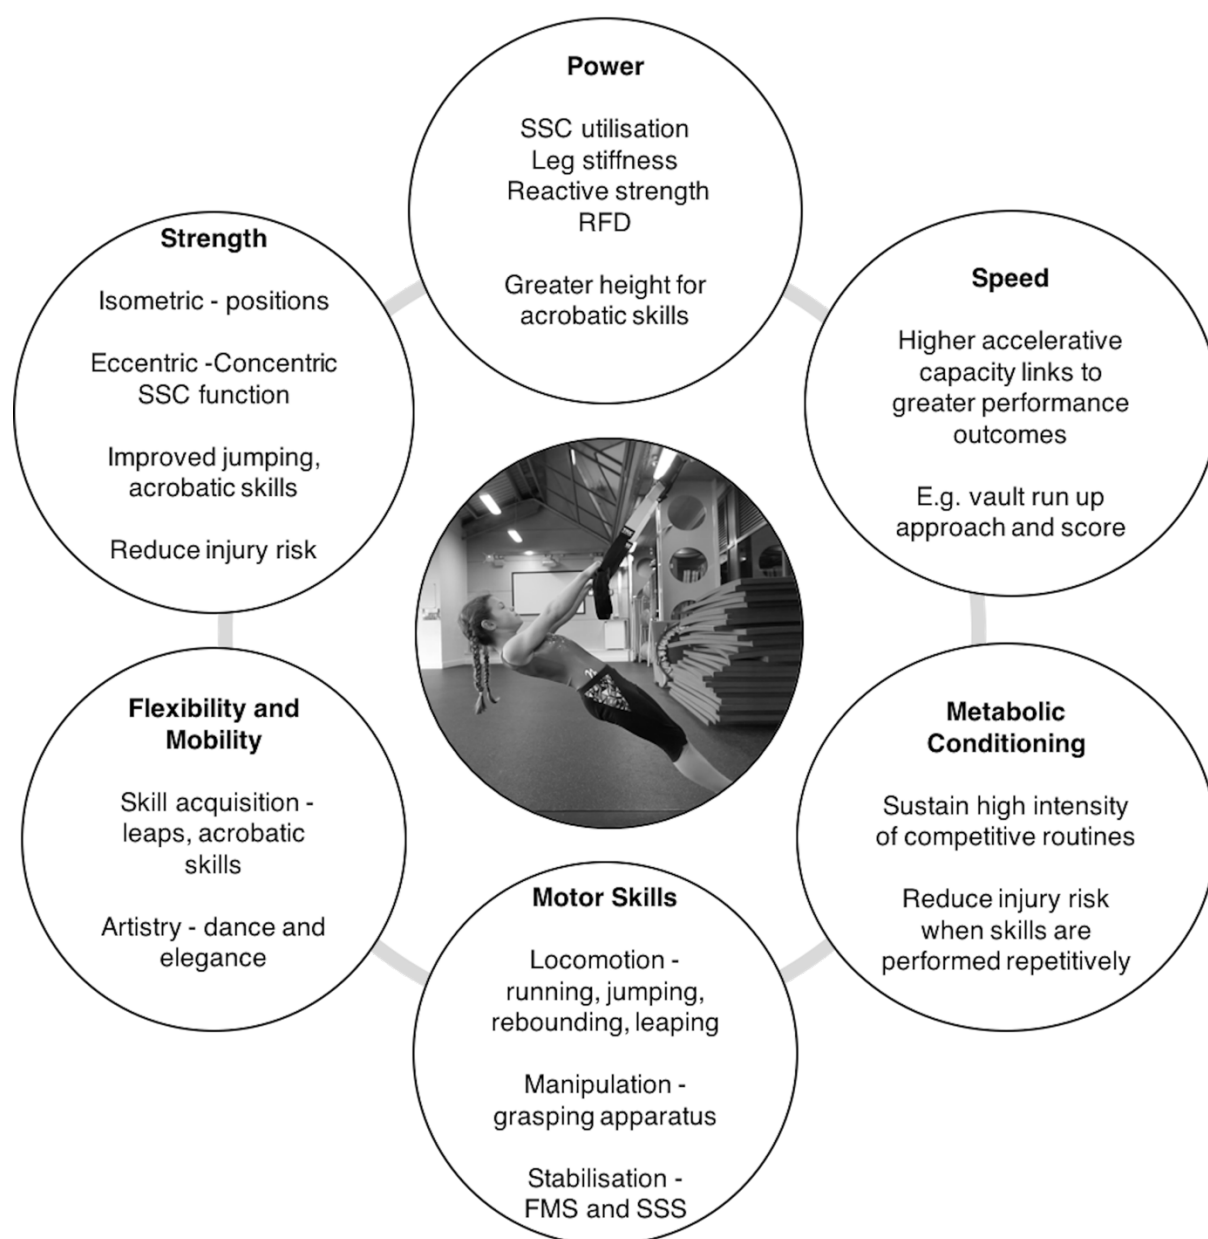 Power
SSC utilisation
Leg stiffness
Reactive strength
RFD
Greater height for
acrobatic skills
Strength
Isometric - positions
Eccentric -Concentric
SSC function
Improved jumping,
acrobatic skills
Reduce injury risk
Speed
Higher accelerative
capacity links to
greater performance
outcomes
E.g. vault run up
approach and score
Flexibility and
Mobility
Skill acquisition -
leaps, acrobatic
skills
Artistry - dance and
elegance
Metabolic
Conditioning
Sustain high intensity
of competitive routines
Reduce injury risk
when skills are
performed repetitively
Motor Skills
Locomotion -
running, jumping,
rebounding, leaping
Manipulation -
grasping apparatus
Stabilisation -
FMS and SSS